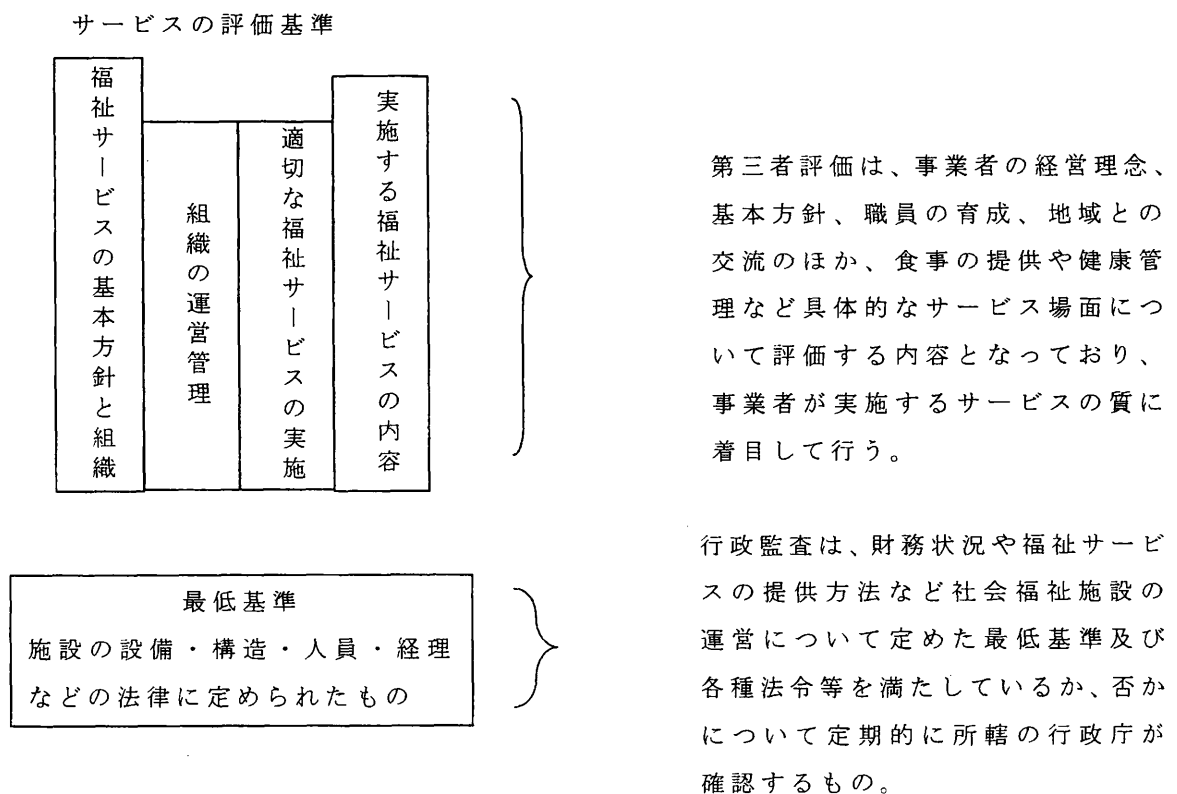 サービスの評価基準
福祉サービスの基本方針と組織
組織の運営管理
適切な福祉サービスの実施
実施する福祉サービスの内容
第三者評価は、事業者の経営理念、
基本方針、職員の育成、地域との
交流のほか、食事の提供や健康管
理など具体的なサービス場面につ
いて評価する内容となっており、
事業者が実施するサービスの質に
着目して行う。
最低基準
施設の設備・構造・人員・経理
などの法律に定められたもの
行政監査は、財務状況や福祉サービ
スの提供方法など社会福祉施設の
運営について定めた最低基準及び
各種法令等を満たしているか、否か
について定期的に所轄の行政庁が
確認するもの。